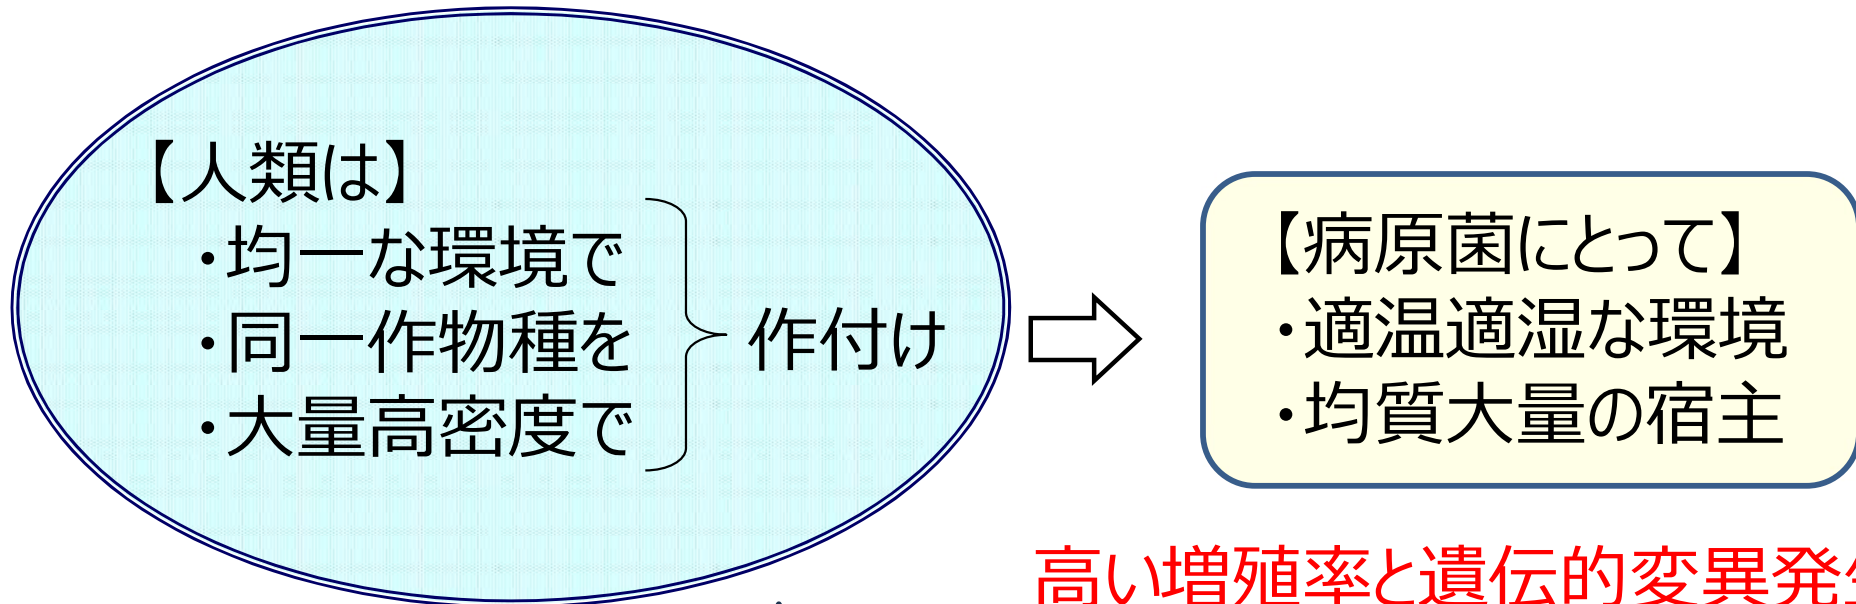 【人類は】
・均一な環境で
・同一作物種を
・大量高密度で
作付け
【病原菌にとって】
・適温適湿な環境
・均質大量の宿主
高い増殖率と遺伝的変異発生